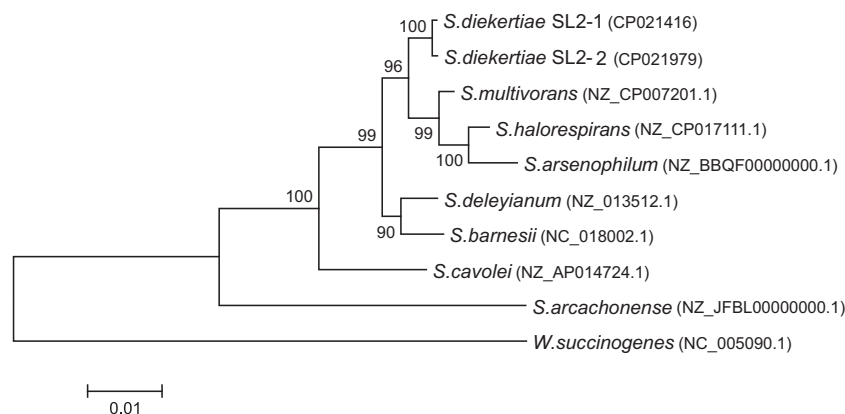 100
S.diekertiae SL2-1 (CP021416)
S.diekertiae SL2-2 (CP021979)
96
S.multivorans (NZ_CP007201.1)
99
S.halorespirans (NZ_CP017111.1)
100
S.arsenophilum (NZ_BBQF00000000.1)
99
S.deleyianum (NZ_013512.1)
90
S.barnesii (NC_018002.1)
100
S.cavolei (NZ_AP014724.1)
S.arcachonense (NZ_JFBL00000000.1)
W.succinogenes (NC_005090.1)
0.01